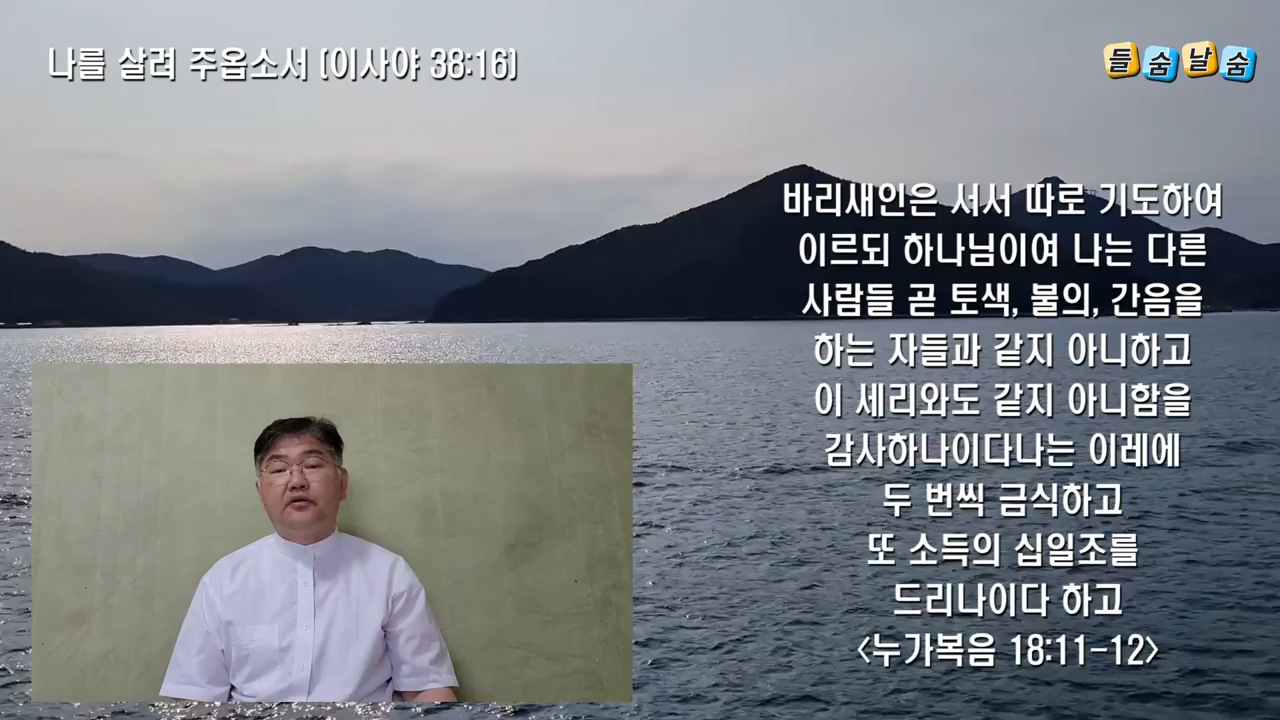 나를 살려 주옵소서 [이사야 38:16]
들숨날숨
바리새인은 서서 따로 기도하여
이르되 하나님이여 나는 다른
사람들 곧 토색, 불의, 간음을
하는 자들과 같지 아니하고
이 세리와도 같지 아니함을
감사하나이다나는 이레에
두 번씩 금식하고
또 소득의 십일조를
드리나이다 하고
<누가복음 18:11-12>